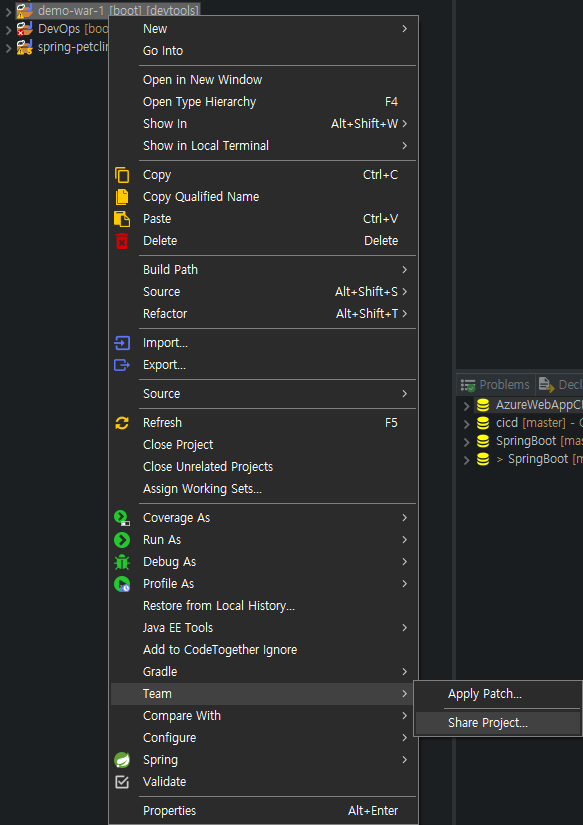 demo-war-1 [boot] [devtools]
DevOps [boo
spring-petclin
New
Go Into
Open in New Window
Open Type Hierarchy F4
Show In Alt+Shift+W
Show in Local Terminal
Copy Ctrl+C
Copy Qualified Name
Paste Ctrl+V
Delete Delete
Build Path
Source Alt+Shift+S
Refactor Alt+Shift+T
Import...
Export...
Source
Refresh F5
Close Project
Close Unrelated Projects
Assign Working Sets...
Coverage As
Run As
Debug As
Profile As
Restore from Local History...
Java EE Tools
Add to CodeTogether Ignore
Gradle
Team
Compare With
Configure
Spring
Validate
Properties Alt+Enter
Apply Patch...
Share Project...
Problems Decl
AzureWebAppCI
cicd [master] -
SpringBoot [mas
> SpringBoot [m